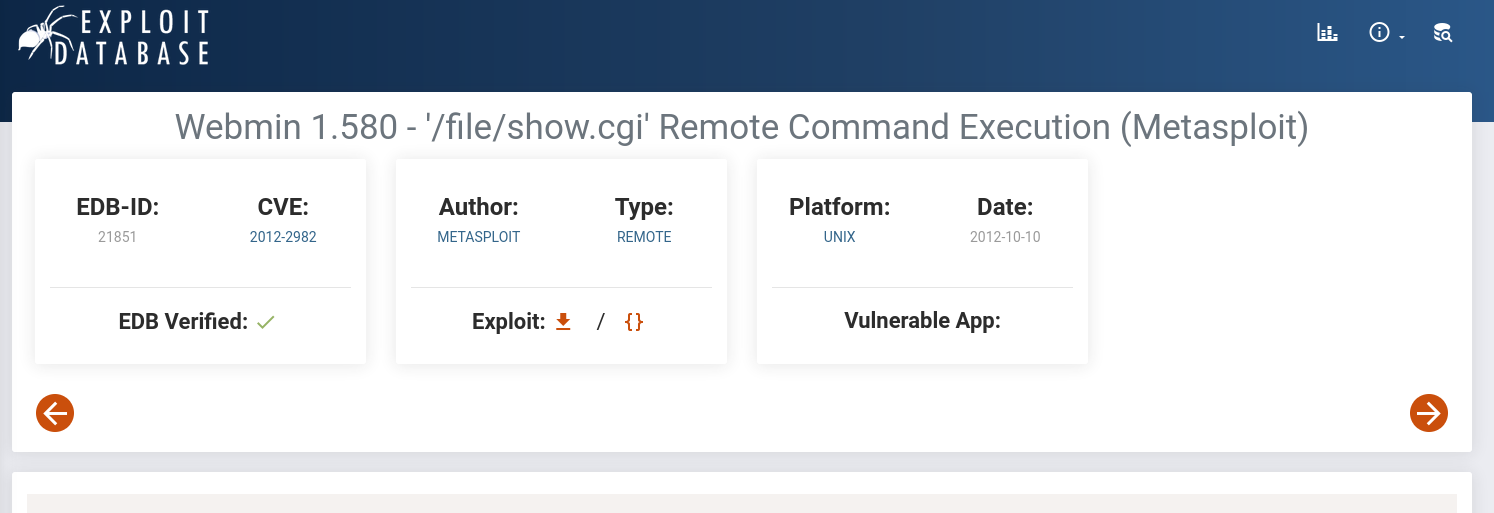 EXPLOIT
DATABASE
Webmin 1.580 - '/file/show.cgi' Remote Command Execution (Metasploit)
EDB-ID:
21851
CVE:
2012-2982
EDB Verified:
Author:
METASPLOIT
Type:
REMOTE
Exploit: / {}
Platform:
UNIX
Date:
2012-10-10
Vulnerable App: